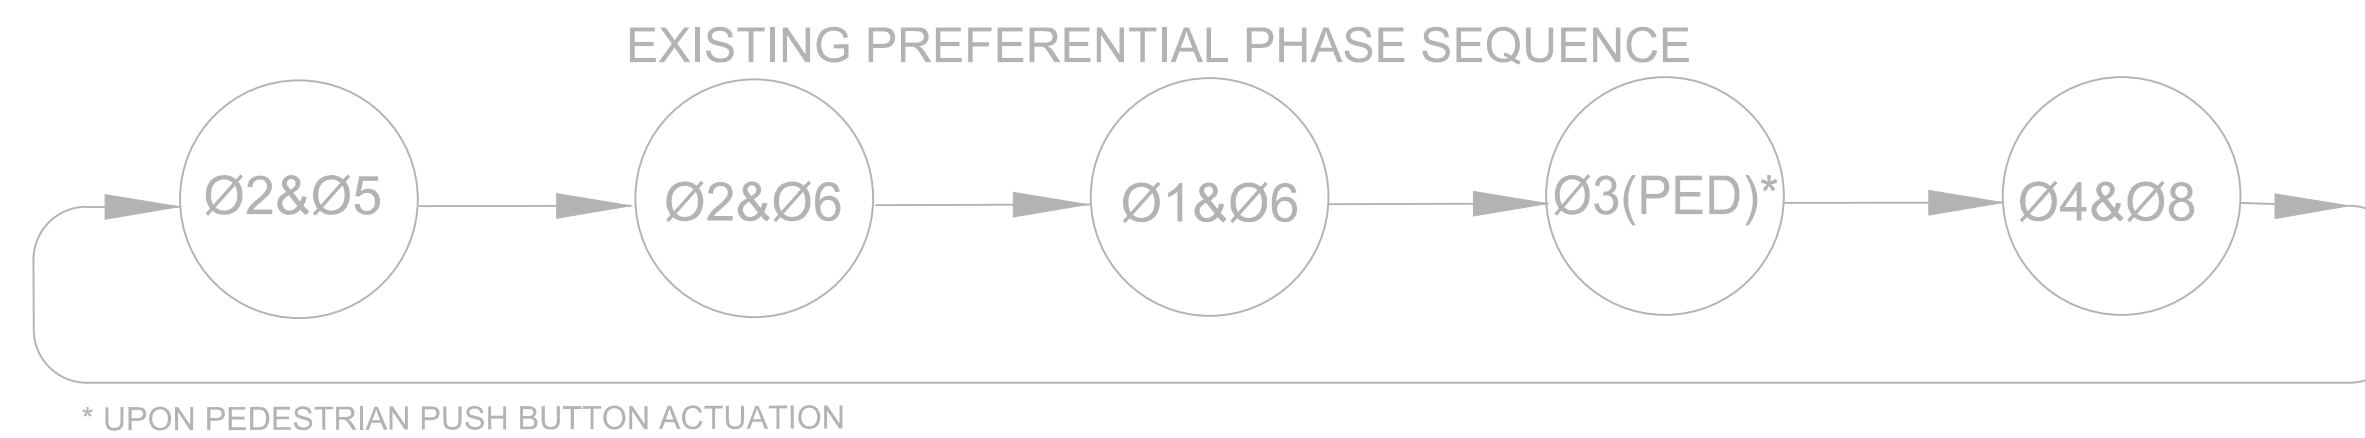 EXISTING PREFERENTIAL PHASE SEQUENCE
Ø2&Ø5
Ø2&Ø6
Ø1&Ø6
Ø3(PED)*
Ø4&Ø8
* UPON PEDESTRIAN PUSH BUTTON ACTUATION